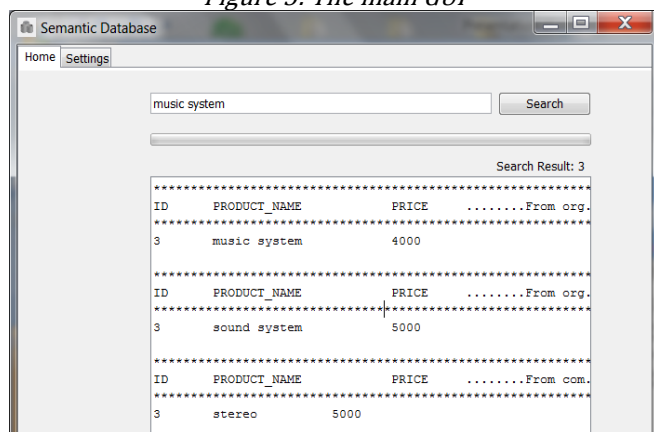 Figure 3. The main GUI
Semantic Database
Home Settings
music system Search
Search Result: 3
*****************************************************
ID PRODUCT_NAME PRICE ........From org.
*****************************************************
3 music system 4000
*****************************************************
ID PRODUCT_NAME PRICE ........From org.
*****************************************************
3 sound system 5000
*****************************************************
ID PRODUCT_NAME PRICE ........From com.
*****************************************************
3 stereo 5000